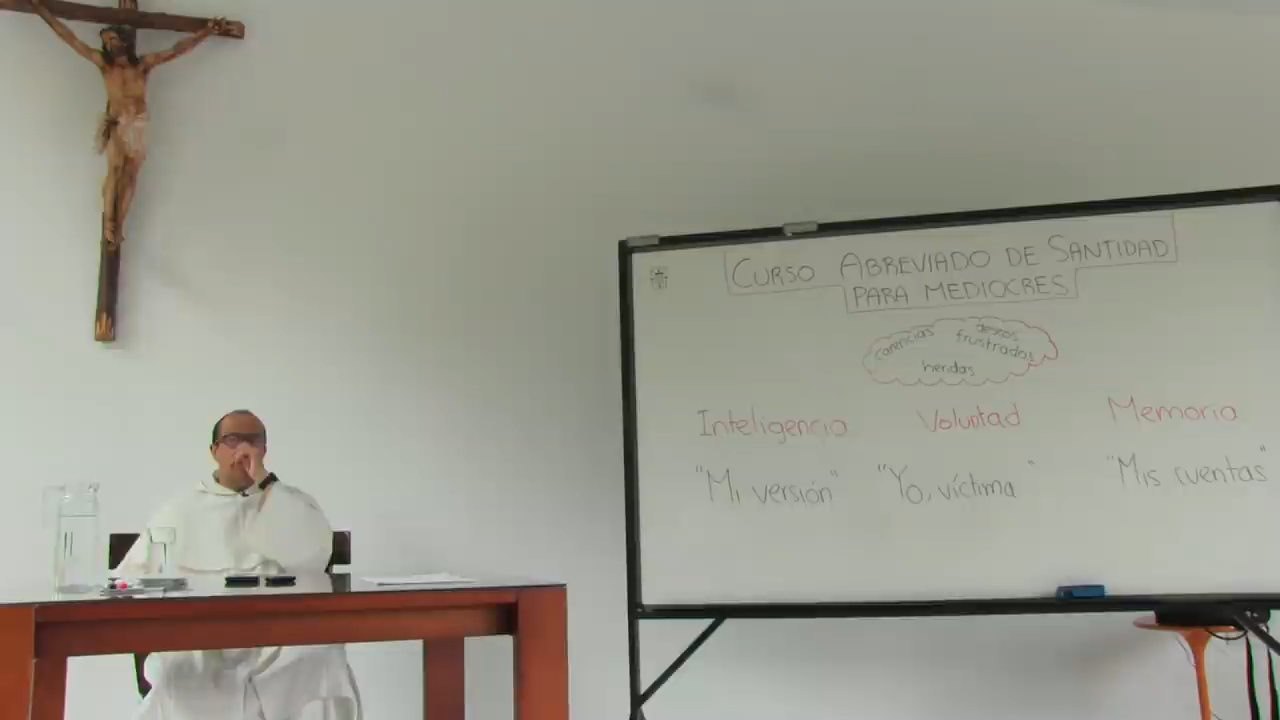 CURSO ABREVIADO DE SANTIDAD
PARA MEDIOCRES
carencias deseos frustrados
heridas
Inteligencia Voluntad Memoria
"Mi versión" "Yo, víctima" "Mis cuentas"